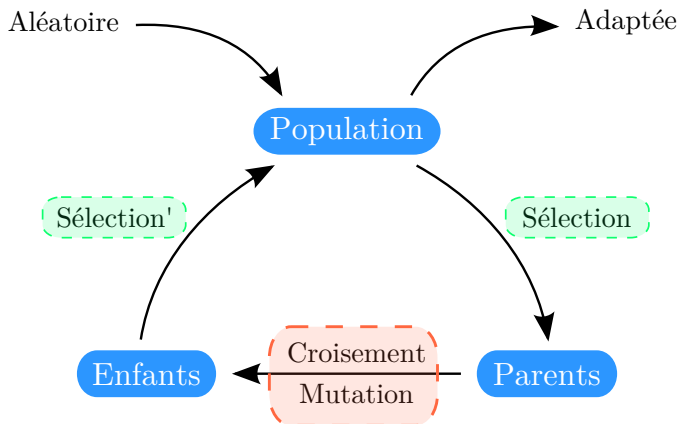 Aléatoire
Adaptée
Population
Sélection'
Sélection
Croisement
Enfants
Parents
Mutation